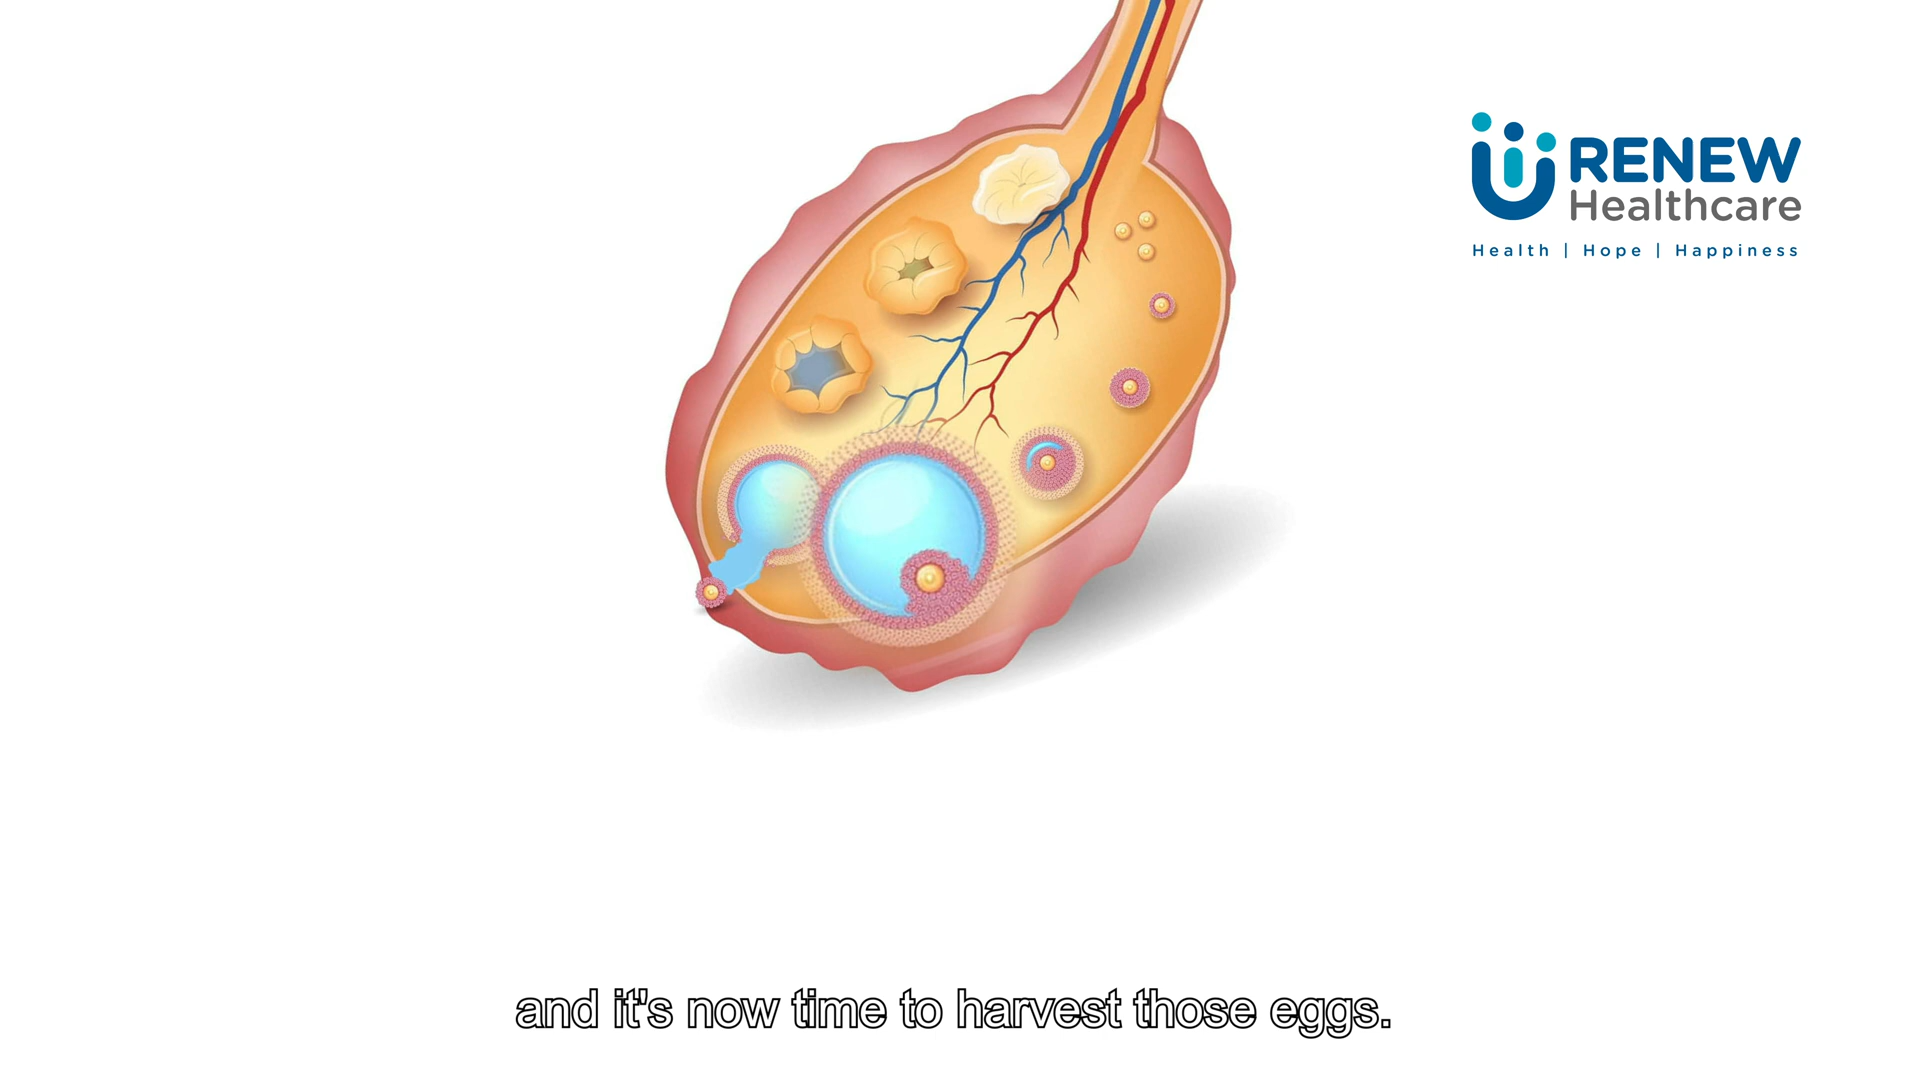 RENEW
Healthcare
Health | Hope | Happiness
and it's now time to harvest those eggs.